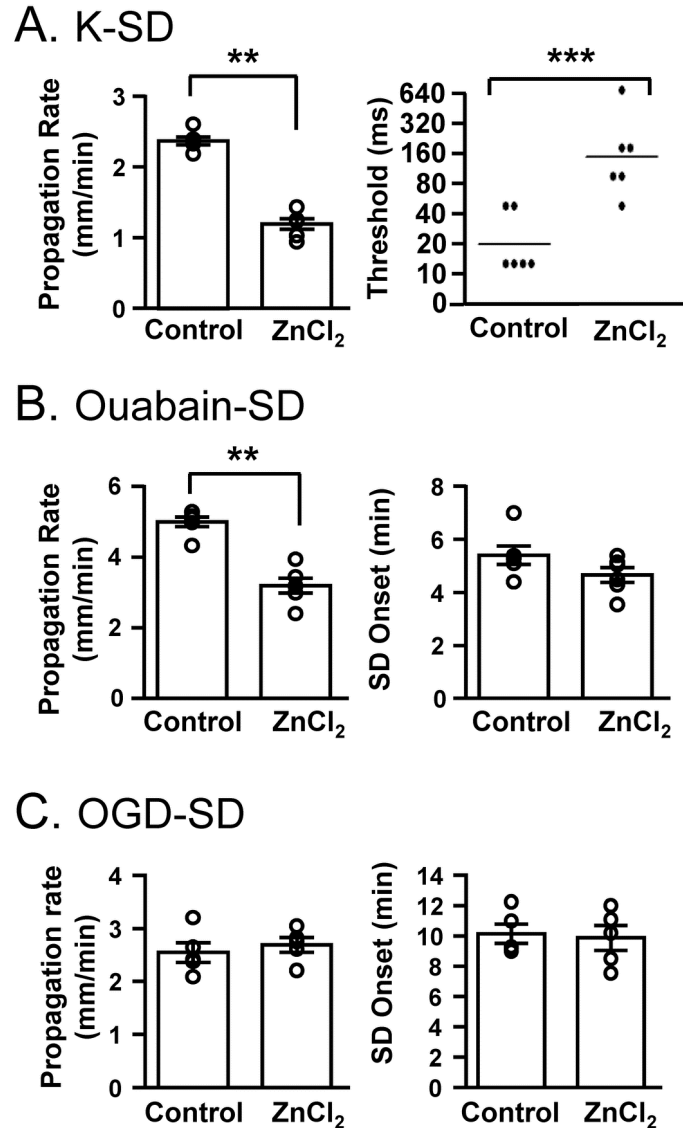 A. K-SD
**
***
Propagation Rate
(mm/min)
3
2
1
0
Control
ZnCl₂
Threshold (ms)
640
320
160
80
40
20
10
0
Control
ZnCl₂
B. Ouabain-SD
**
Propagation Rate
(mm/min)
6
4
2
0
Control
ZnCl₂
SD Onset (min)
8
6
4
2
0
Control
ZnCl₂
C. OGD-SD
Propagation rate
(mm/min)
4
3
2
1
0
Control
ZnCl₂
SD Onset (min)
14
12
10
8
6
4
2
0
Control
ZnCl₂